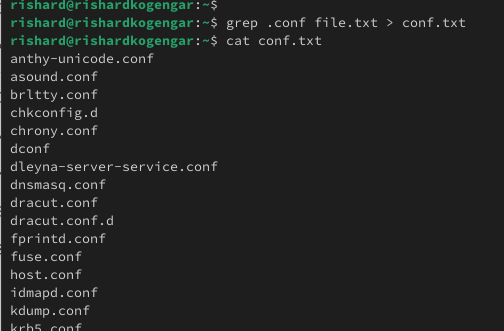 rishard@rishardkogengar:~$
rishard@rishardkogengar:~$ grep .conf file.txt > conf.txt
rishard@rishardkogengar:~$ cat conf.txt
anthy-unicode.conf
asound.conf
brltty.conf
chkconfig.d
chrony.conf
dconf
dleyna-server-service.conf
dnsmasq.conf
dracut.conf
dracut.conf.d
fprintd.conf
fuse.conf
host.conf
idmapd.conf
kdump.conf
krb5.conf